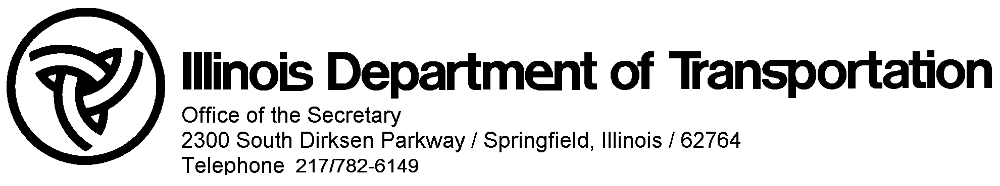 Illinois Department of Transportation
Office of the Secretary
2300 South Dirksen Parkway / Springfield, Illinois / 62764
Telephone 217/782-6149